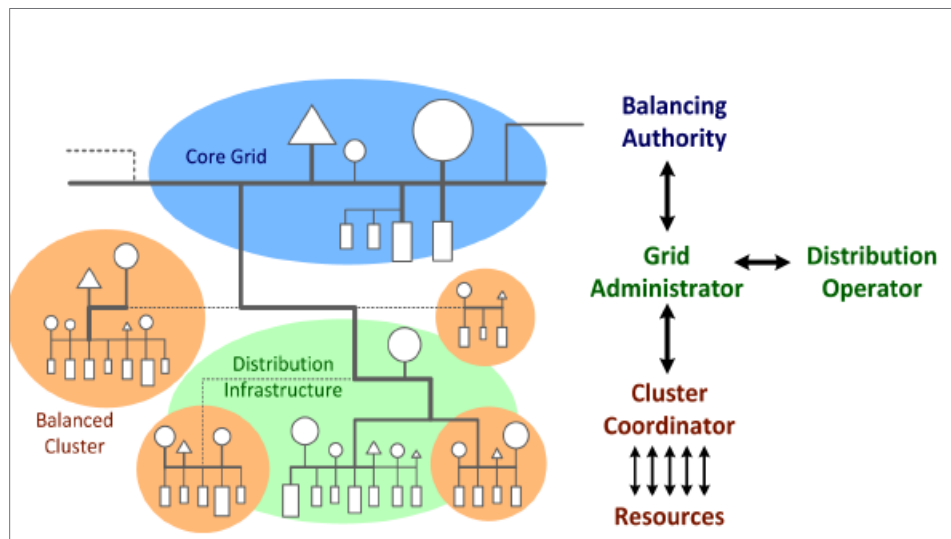 Core Grid
Balanced
Cluster
Distribution
Infrastructure
Balancing
Authority
Grid
Administrator
Distribution
Operator
Cluster
Coordinator
Resources